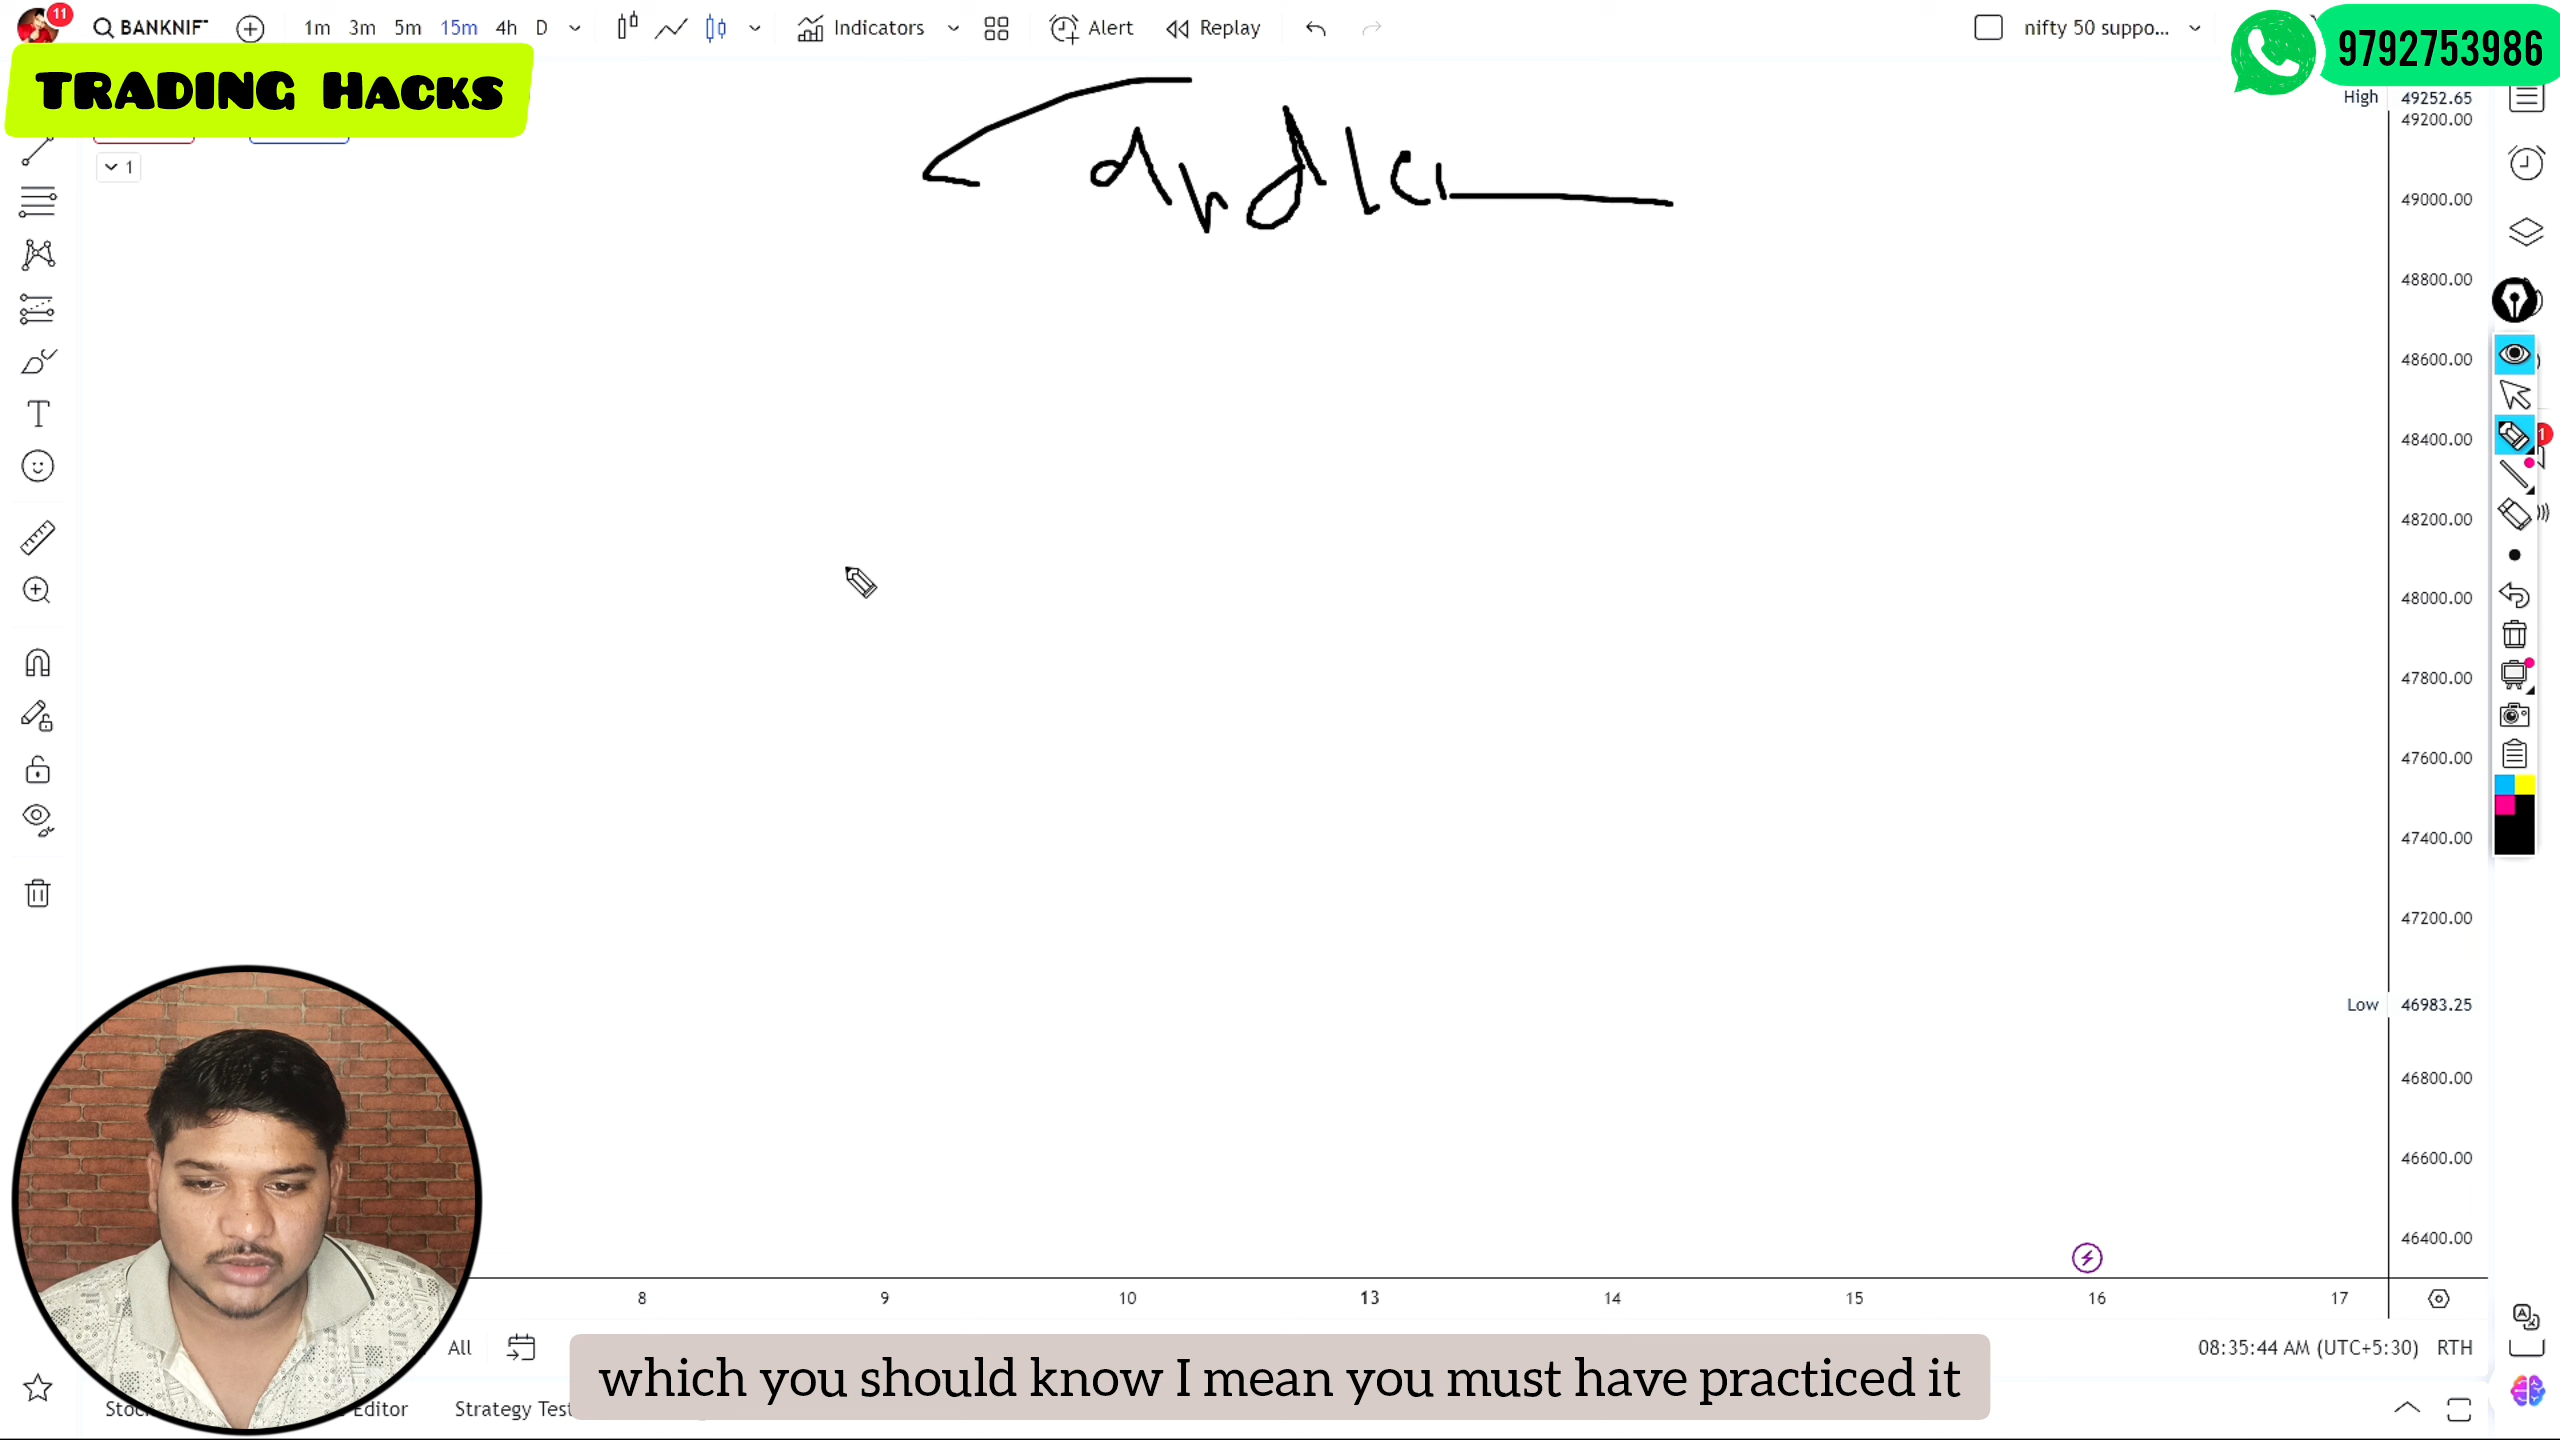 11
BANKNIF
1m 3m 5m 15m 4h D
Indicators
Alert
Replay
nifty 50 suppo...
9792753986
TRADING HACKS
1
High 49252.65
49200.00
49000.00
48800.00
48600.00
48400.00
1
48200.00
48000.00
47800.00
47600.00
47400.00
47200.00
Low 46983.25
46800.00
46600.00
46400.00
8 9 10 13 14 15 16 17
All
08:35:44 AM (UTC+5:30) RTH
which you should know I mean you must have practiced it
Editor